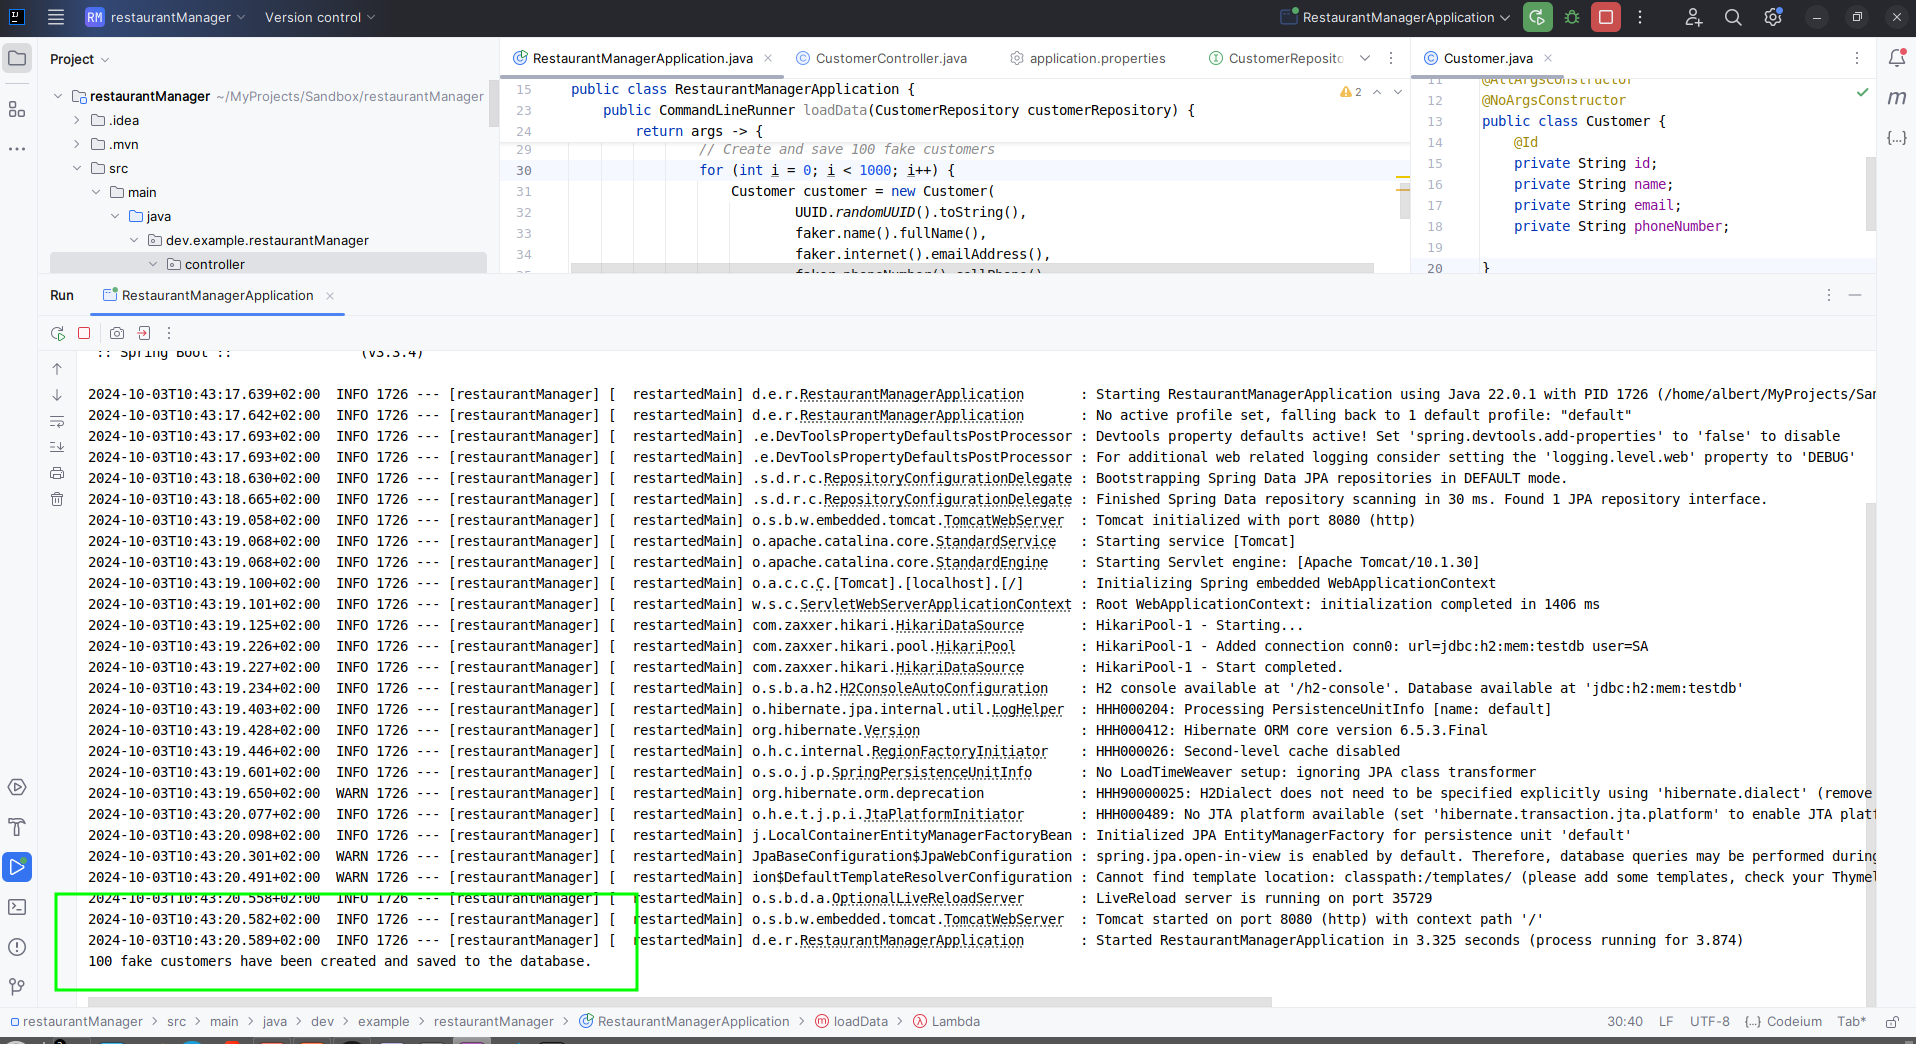 RM restaurantManager Version control RestaurantManagerApplication
Project
restaurantManager ~/MyProjects/Sandbox/restaurantManager
.idea
.mvn
src
main
java
dev.example.restaurantManager
controller
RestaurantManagerApplication.java CustomerController.java application.properties CustomerReposito
15 public class RestaurantManagerApplication {
23 public CommandLineRunner loadData(CustomerRepository customerRepository) {
24 return args -> {
29 // Create and save 100 fake customers
30 for (int i = 0; i < 1000; i++) {
31 Customer customer = new Customer(
32 UUID.randomUUID().toString(),
33 faker.name().fullName(),
34 faker.internet().emailAddress(),
35 faker.phoneNumber().cellPhone()
2
Customer.java
11 @AllArgsConstructor
12 @NoArgsConstructor
13 public class Customer {
14 @Id
15 private String id;
16 private String name;
17 private String email;
18 private String phoneNumber;
19
20 }
Run RestaurantManagerApplication
:: Spring Boot :: (v3.3.4)
2024-10-03T10:43:17.639+02:00 INFO 1726 --- [restaurantManager] [ restartedMain] d.e.r.RestaurantManagerApplication : Starting RestaurantManagerApplication using Java 22.0.1 with PID 1726 (/home/albert/MyProjects/San
2024-10-03T10:43:17.642+02:00 INFO 1726 --- [restaurantManager] [ restartedMain] d.e.r.RestaurantManagerApplication : No active profile set, falling back to 1 default profile: "default"
2024-10-03T10:43:17.693+02:00 INFO 1726 --- [restaurantManager] [ restartedMain] .e.DevToolsPropertyDefaultsPostProcessor : Devtools property defaults active! Set 'spring.devtools.add-properties' to 'false' to disable
2024-10-03T10:43:17.693+02:00 INFO 1726 --- [restaurantManager] [ restartedMain] .e.DevToolsPropertyDefaultsPostProcessor : For additional web related logging consider setting the 'logging.level.web' property to 'DEBUG'
2024-10-03T10:43:18.630+02:00 INFO 1726 --- [restaurantManager] [ restartedMain] .s.d.r.c.RepositoryConfigurationDelegate : Bootstrapping Spring Data JPA repositories in DEFAULT mode.
2024-10-03T10:43:18.665+02:00 INFO 1726 --- [restaurantManager] [ restartedMain] .s.d.r.c.RepositoryConfigurationDelegate : Finished Spring Data repository scanning in 30 ms. Found 1 JPA repository interface.
2024-10-03T10:43:19.058+02:00 INFO 1726 --- [restaurantManager] [ restartedMain] o.s.b.w.embedded.tomcat.TomcatWebServer : Tomcat initialized with port 8080 (http)
2024-10-03T10:43:19.068+02:00 INFO 1726 --- [restaurantManager] [ restartedMain] o.apache.catalina.core.StandardService : Starting service [Tomcat]
2024-10-03T10:43:19.068+02:00 INFO 1726 --- [restaurantManager] [ restartedMain] o.apache.catalina.core.StandardEngine : Starting Servlet engine: [Apache Tomcat/10.1.30]
2024-10-03T10:43:19.100+02:00 INFO 1726 --- [restaurantManager] [ restartedMain] o.a.c.c.C.[Tomcat].[localhost].[/] : Initializing Spring embedded WebApplicationContext
2024-10-03T10:43:19.101+02:00 INFO 1726 --- [restaurantManager] [ restartedMain] w.s.c.ServletWebServerApplicationContext : Root WebApplicationContext: initialization completed in 1406 ms
2024-10-03T10:43:19.125+02:00 INFO 1726 --- [restaurantManager] [ restartedMain] com.zaxxer.hikari.HikariDataSource : HikariPool-1 - Starting...
2024-10-03T10:43:19.226+02:00 INFO 1726 --- [restaurantManager] [ restartedMain] com.zaxxer.hikari.pool.HikariPool : HikariPool-1 - Added connection conn0: url=jdbc:h2:mem:testdb user=SA
2024-10-03T10:43:19.227+02:00 INFO 1726 --- [restaurantManager] [ restartedMain] com.zaxxer.hikari.HikariDataSource : HikariPool-1 - Start completed.
2024-10-03T10:43:19.234+02:00 INFO 1726 --- [restaurantManager] [ restartedMain] o.s.b.a.h2.H2ConsoleAutoConfiguration : H2 console available at '/h2-console'. Database available at 'jdbc:h2:mem:testdb'
2024-10-03T10:43:19.403+02:00 INFO 1726 --- [restaurantManager] [ restartedMain] o.hibernate.jpa.internal.util.LogHelper : HHH000204: Processing PersistenceUnitInfo [name: default]
2024-10-03T10:43:19.428+02:00 INFO 1726 --- [restaurantManager] [ restartedMain] org.hibernate.Version : HHH000412: Hibernate ORM core version 6.5.3.Final
2024-10-03T10:43:19.446+02:00 INFO 1726 --- [restaurantManager] [ restartedMain] o.h.c.internal.RegionFactoryInitiator : HHH000026: Second-level cache disabled
2024-10-03T10:43:19.601+02:00 INFO 1726 --- [restaurantManager] [ restartedMain] o.s.o.j.p.SpringPersistenceUnitInfo : No LoadTimeWeaver setup: ignoring JPA class transformer
2024-10-03T10:43:19.650+02:00 WARN 1726 --- [restaurantManager] [ restartedMain] org.hibernate.orm.deprecation : HHH90000025: H2Dialect does not need to be specified explicitly using 'hibernate.dialect' (remove
2024-10-03T10:43:20.077+02:00 INFO 1726 --- [restaurantManager] [ restartedMain] o.h.e.t.j.p.i.JtaPlatformInitiator : HHH000489: No JTA platform available (set 'hibernate.transaction.jta.platform' to enable JTA platf
2024-10-03T10:43:20.098+02:00 INFO 1726 --- [restaurantManager] [ restartedMain] j.LocalContainerEntityManagerFactoryBean : Initialized JPA EntityManagerFactory for persistence unit 'default'
2024-10-03T10:43:20.301+02:00 WARN 1726 --- [restaurantManager] [ restartedMain] JpaBaseConfiguration$JpaWebConfiguration : spring.jpa.open-in-view is enabled by default. Therefore, database queries may be performed during
2024-10-03T10:43:20.491+02:00 WARN 1726 --- [restaurantManager] [ restartedMain] ion$DefaultTemplateResolverConfiguration : Cannot find template location: classpath:/templates/ (please add some templates, check your Thymel
2024-10-03T10:43:20.558+02:00 INFO 1726 --- [restaurantManager] [ restartedMain] o.s.b.d.a.OptionalLiveReloadServer : LiveReload server is running on port 35729
2024-10-03T10:43:20.582+02:00 INFO 1726 --- [restaurantManager] [ restartedMain] o.s.b.w.embedded.tomcat.TomcatWebServer : Tomcat started on port 8080 (http) with context path '/'
2024-10-03T10:43:20.589+02:00 INFO 1726 --- [restaurantManager] [ restartedMain] d.e.r.RestaurantManagerApplication : Started RestaurantManagerApplication in 3.325 seconds (process running for 3.874)
100 fake customers have been created and saved to the database.
restaurantManager > src > main > java > dev > example > restaurantManager > RestaurantManagerApplication > loadData > Lambda 30:40 LF UTF-8 {...} Codeium Tab*